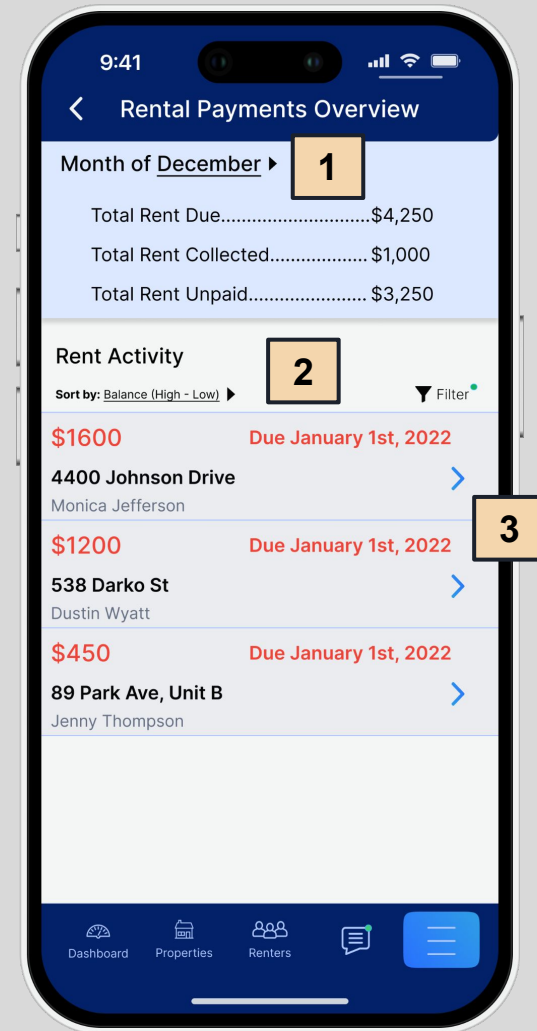 9:41
Rental Payments Overview
Month of December
1
Total Rent Due.............................$4,250
Total Rent Collected................... $1,000
Total Rent Unpaid....................... $3,250
Rent Activity
2
Sort by: Balance (High - Low)
Filter
$1600 Due January 1st, 2022
4400 Johnson Drive
Monica Jefferson
3
$1200 Due January 1st, 2022
538 Darko St
Dustin Wyatt
$450 Due January 1st, 2022
89 Park Ave, Unit B
Jenny Thompson
Dashboard Properties Renters